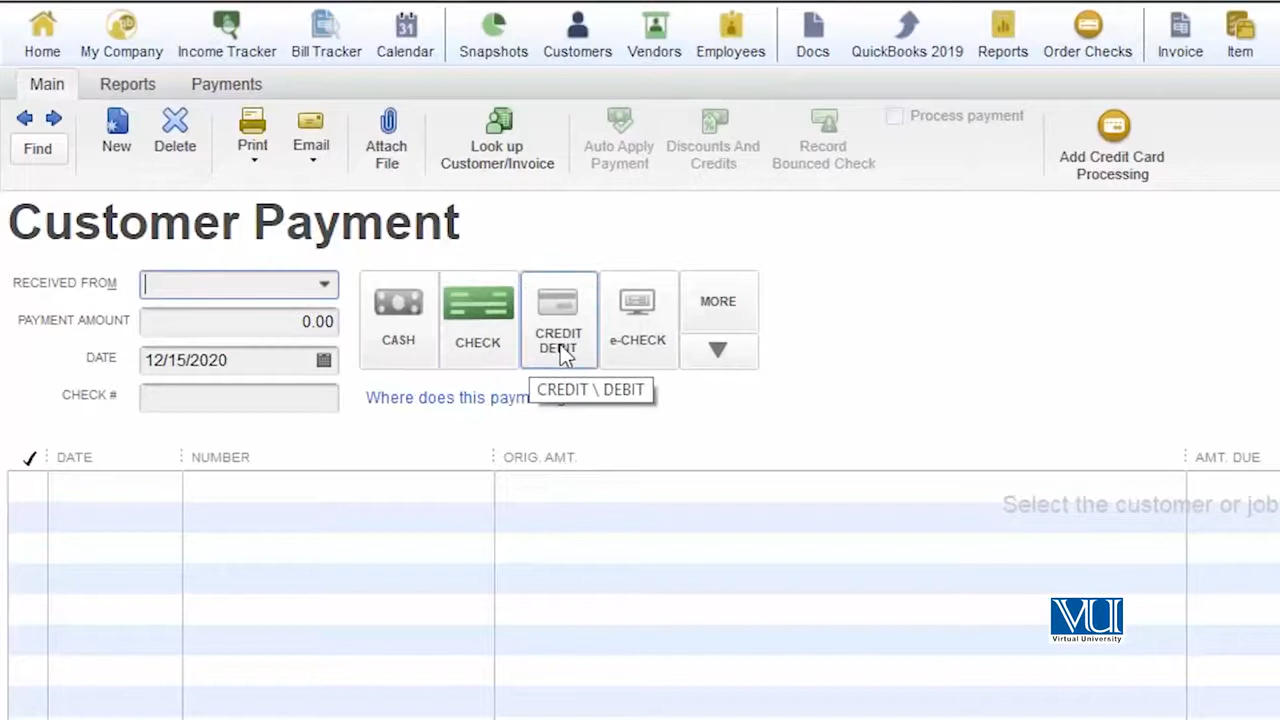 31
Home My Company Income Tracker Bill Tracker Calendar Snapshots Customers Vendors Employees Docs QuickBooks 2019 Reports Order Checks Invoice Item
Main Reports Payments
Find New Delete Print Email Attach File Look up Customer/Invoice Auto Apply Payment Discounts And Credits Record Bounced Check Process payment Add Credit Card Processing
Customer Payment
RECEIVED FROM
PAYMENT AMOUNT 0.00
DATE 12/15/2020
CHECK #
CASH CHECK CREDIT DEBIT e-CHECK MORE
CREDIT \ DEBIT
Where does this paym
DATE NUMBER ORIG. AMT. AMT. DUE
Select the customer or job
VU
Virtual University